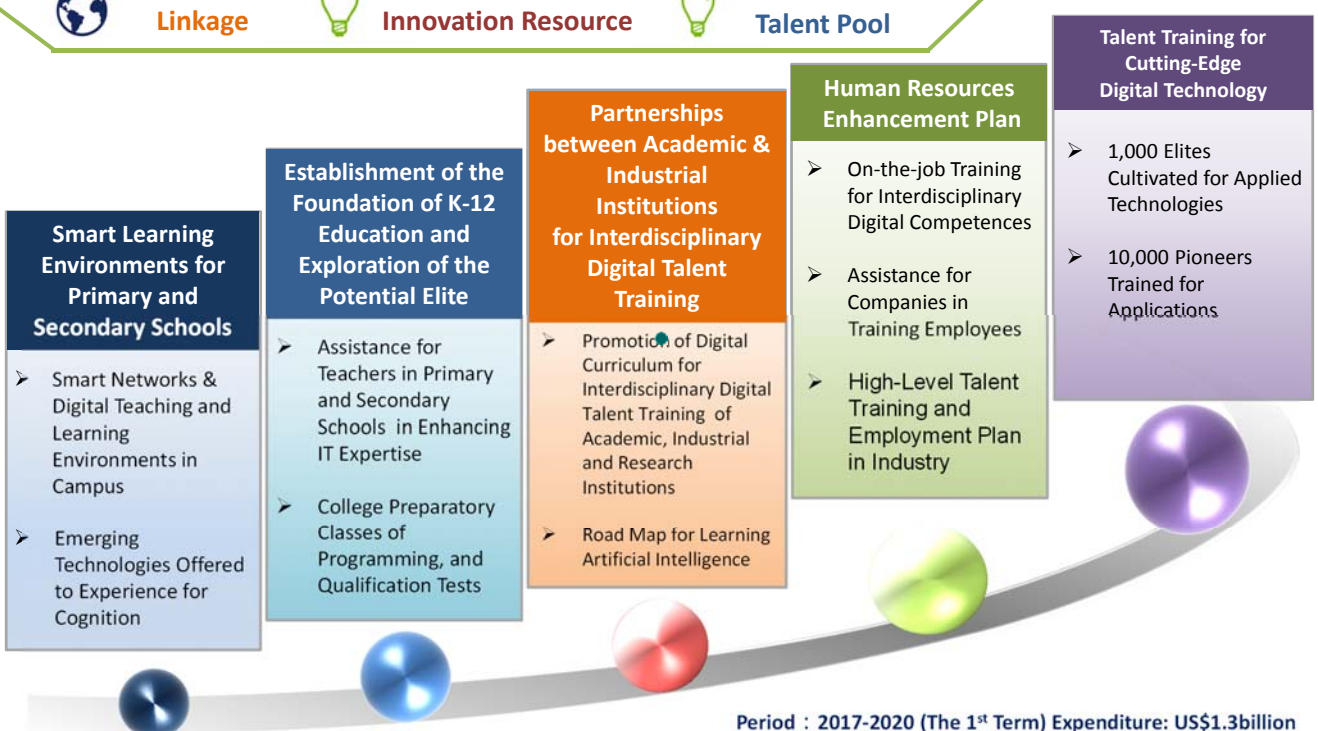 Linkage
Innovation Resource
Talent Pool
Smart Learning
Environments for
Primary and
Secondary Schools
➢ Smart Networks &
Digital Teaching and
Learning
Environments in
Campus
➢ Emerging
Technologies Offered
to Experience for
Cognition
Establishment of the
Foundation of K-12
Education and
Exploration of the
Potential Elite
➢ Assistance for
Teachers in Primary
and Secondary
Schools in Enhancing
IT Expertise
➢ College Preparatory
Classes of
Programming, and
Qualification Tests
Partnerships
between Academic &
Industrial
Institutions
for Interdisciplinary
Digital Talent
Training
➢ Promotion of Digital
Curriculum for
Interdisciplinary Digital
Talent Training of
Academic, Industrial
and Research
Institutions
➢ Road Map for Learning
Artificial Intelligence
Human Resources
Enhancement Plan
➢ On-the-job Training
for Interdisciplinary
Digital Competences
➢ Assistance for
Companies in
Training Employees
➢ High-Level Talent
Training and
Employment Plan
in Industry
Talent Training for
Cutting-Edge
Digital Technology
➢ 1,000 Elites
Cultivated for Applied
Technologies
➢ 10,000 Pioneers
Trained for
Applications
Period：2017-2020 (The 1st Term) Expenditure: US$1.3billion